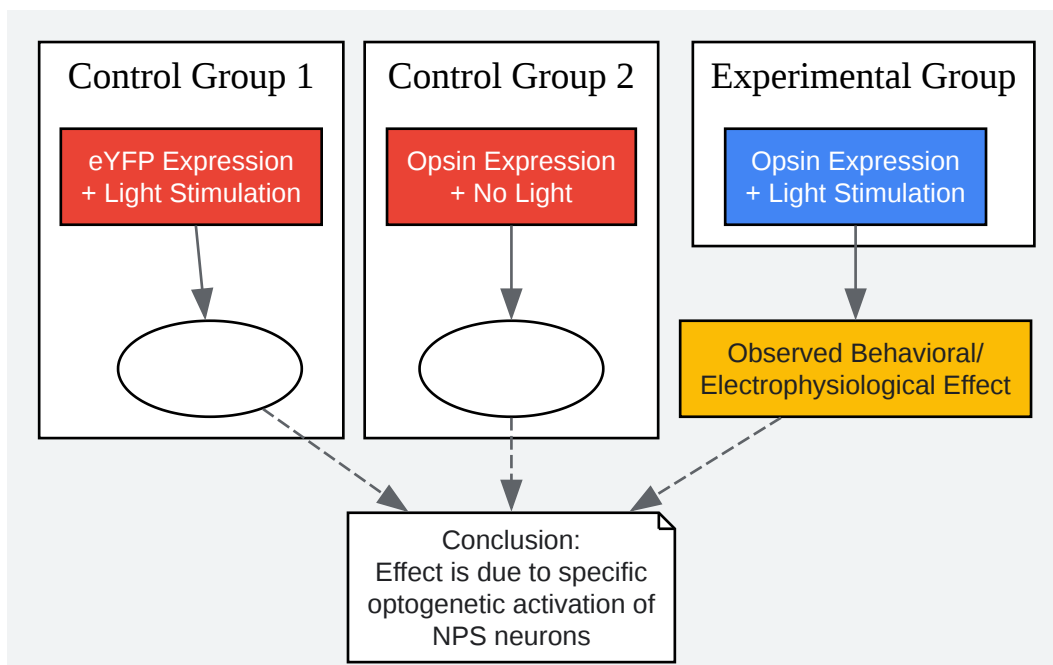 Control Group 1
eYFP Expression
+ Light Stimulation
Control Group 2
Opsin Expression
+ No Light
Experimental Group
Opsin Expression
+ Light Stimulation
Observed Behavioral/
Electrophysiological Effect
Conclusion:
Effect is due to specific
optogenetic activation of
NPS neurons